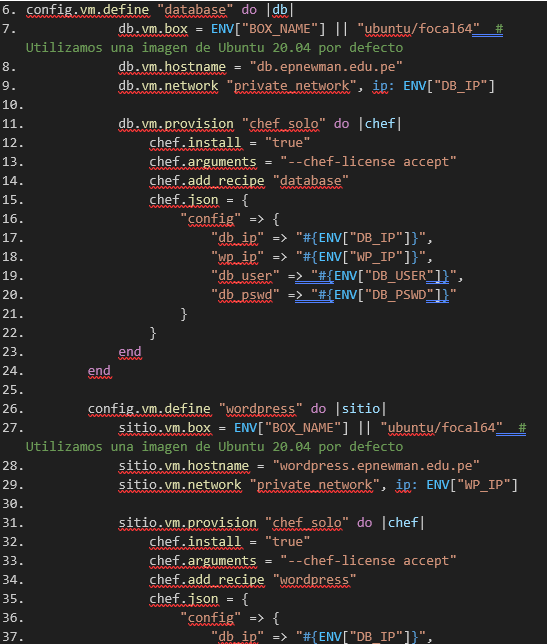 6. config.vm.define "database" do |db|
7. db.vm.box = ENV["BOX_NAME"] || "ubuntu/focal64" #
Utilizamos una imagen de Ubuntu 20.04 por defecto
8. db.vm.hostname = "db.epnewman.edu.pe"
9. db.vm.network "private_network", ip: ENV["DB_IP"]
10.
11. db.vm.provision "chef_solo" do |chef|
12. chef.install = "true"
13. chef.arguments = "--chef-license accept"
14. chef.add_recipe "database"
15. chef.json = {
16. "config" => {
17. "db_ip" => "#{ENV["DB_IP"]}",
18. "wp_ip" => "#{ENV["WP_IP"]}",
19. "db_user" => "#{ENV["DB_USER"]}",
20. "db_pswd" => "#{ENV["DB_PSWD"]}"
21. }
22. }
23. end
24. end
25.
26. config.vm.define "wordpress" do |sitio|
27. sitio.vm.box = ENV["BOX_NAME"] || "ubuntu/focal64" #
Utilizamos una imagen de Ubuntu 20.04 por defecto
28. sitio.vm.hostname = "wordpress.epnewman.edu.pe"
29. sitio.vm.network "private_network", ip: ENV["WP_IP"]
30.
31. sitio.vm.provision "chef_solo" do |chef|
32. chef.install = "true"
33. chef.arguments = "--chef-license accept"
34. chef.add_recipe "wordpress"
35. chef.json = {
36. "config" => {
37. "db_ip" => "#{ENV["DB_IP"]}",